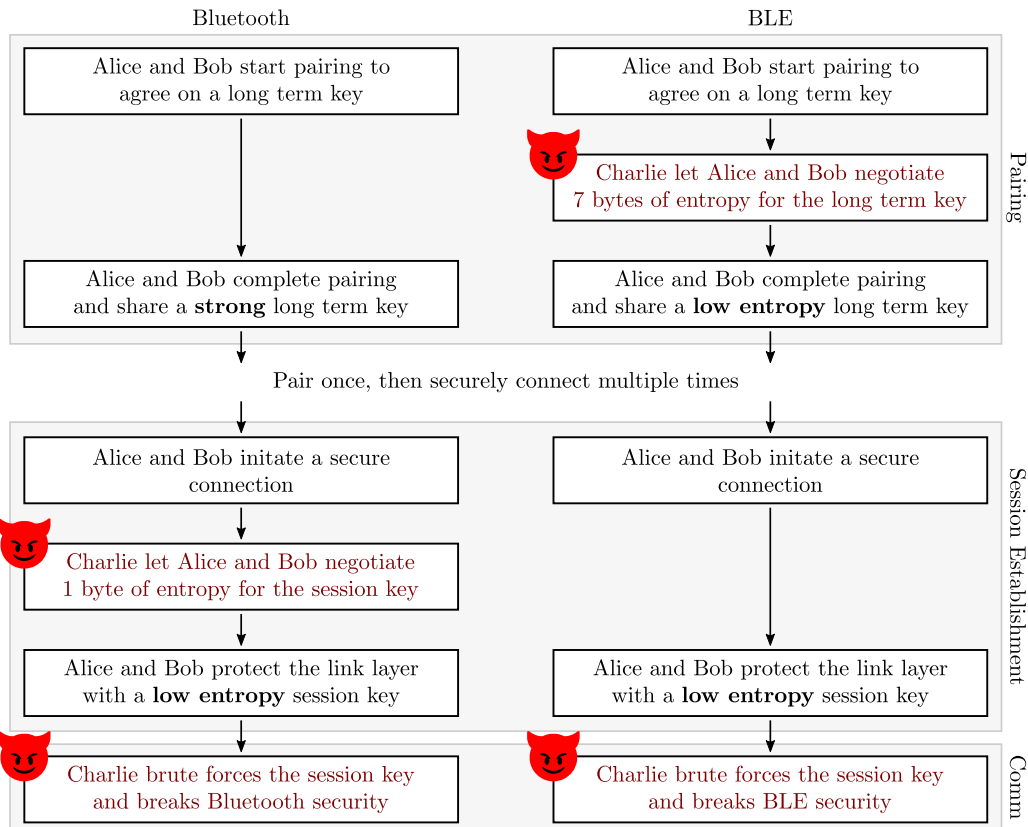 Bluetooth
BLE
Alice and Bob start pairing to
agree on a long term key
Alice and Bob start pairing to
agree on a long term key
Charlie let Alice and Bob negotiate
7 bytes of entropy for the long term key
Pairing
Alice and Bob complete pairing
and share a strong long term key
Alice and Bob complete pairing
and share a low entropy long term key
Pair once, then securely connect multiple times
Alice and Bob initate a secure
connection
Alice and Bob initate a secure
connection
Session Establishment
Charlie let Alice and Bob negotiate
1 byte of entropy for the session key
Alice and Bob protect the link layer
with a low entropy session key
Alice and Bob protect the link layer
with a low entropy session key
Charlie brute forces the session key
and breaks Bluetooth security
Charlie brute forces the session key
and breaks BLE security
Comm